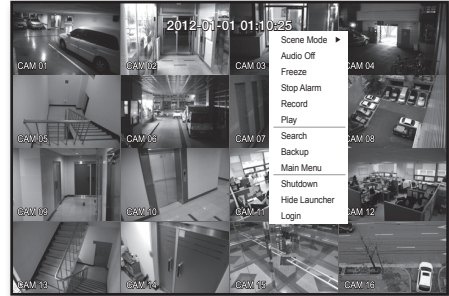 2012-01-01 01:10:25
CAM 01
CAM 02
CAM 03
CAM 04
Scene Mode ▶
Audio Off
Freeze
Stop Alarm
Record
Play
Search
Backup
Main Menu
Shutdown
Hide Launcher
Login
CAM 05
CAM 06
CAM 07
CAM 08
CAM 09
CAM 10
CAM 11
CAM 12
CAM 13
CAM 14
CAM 15
CAM 16